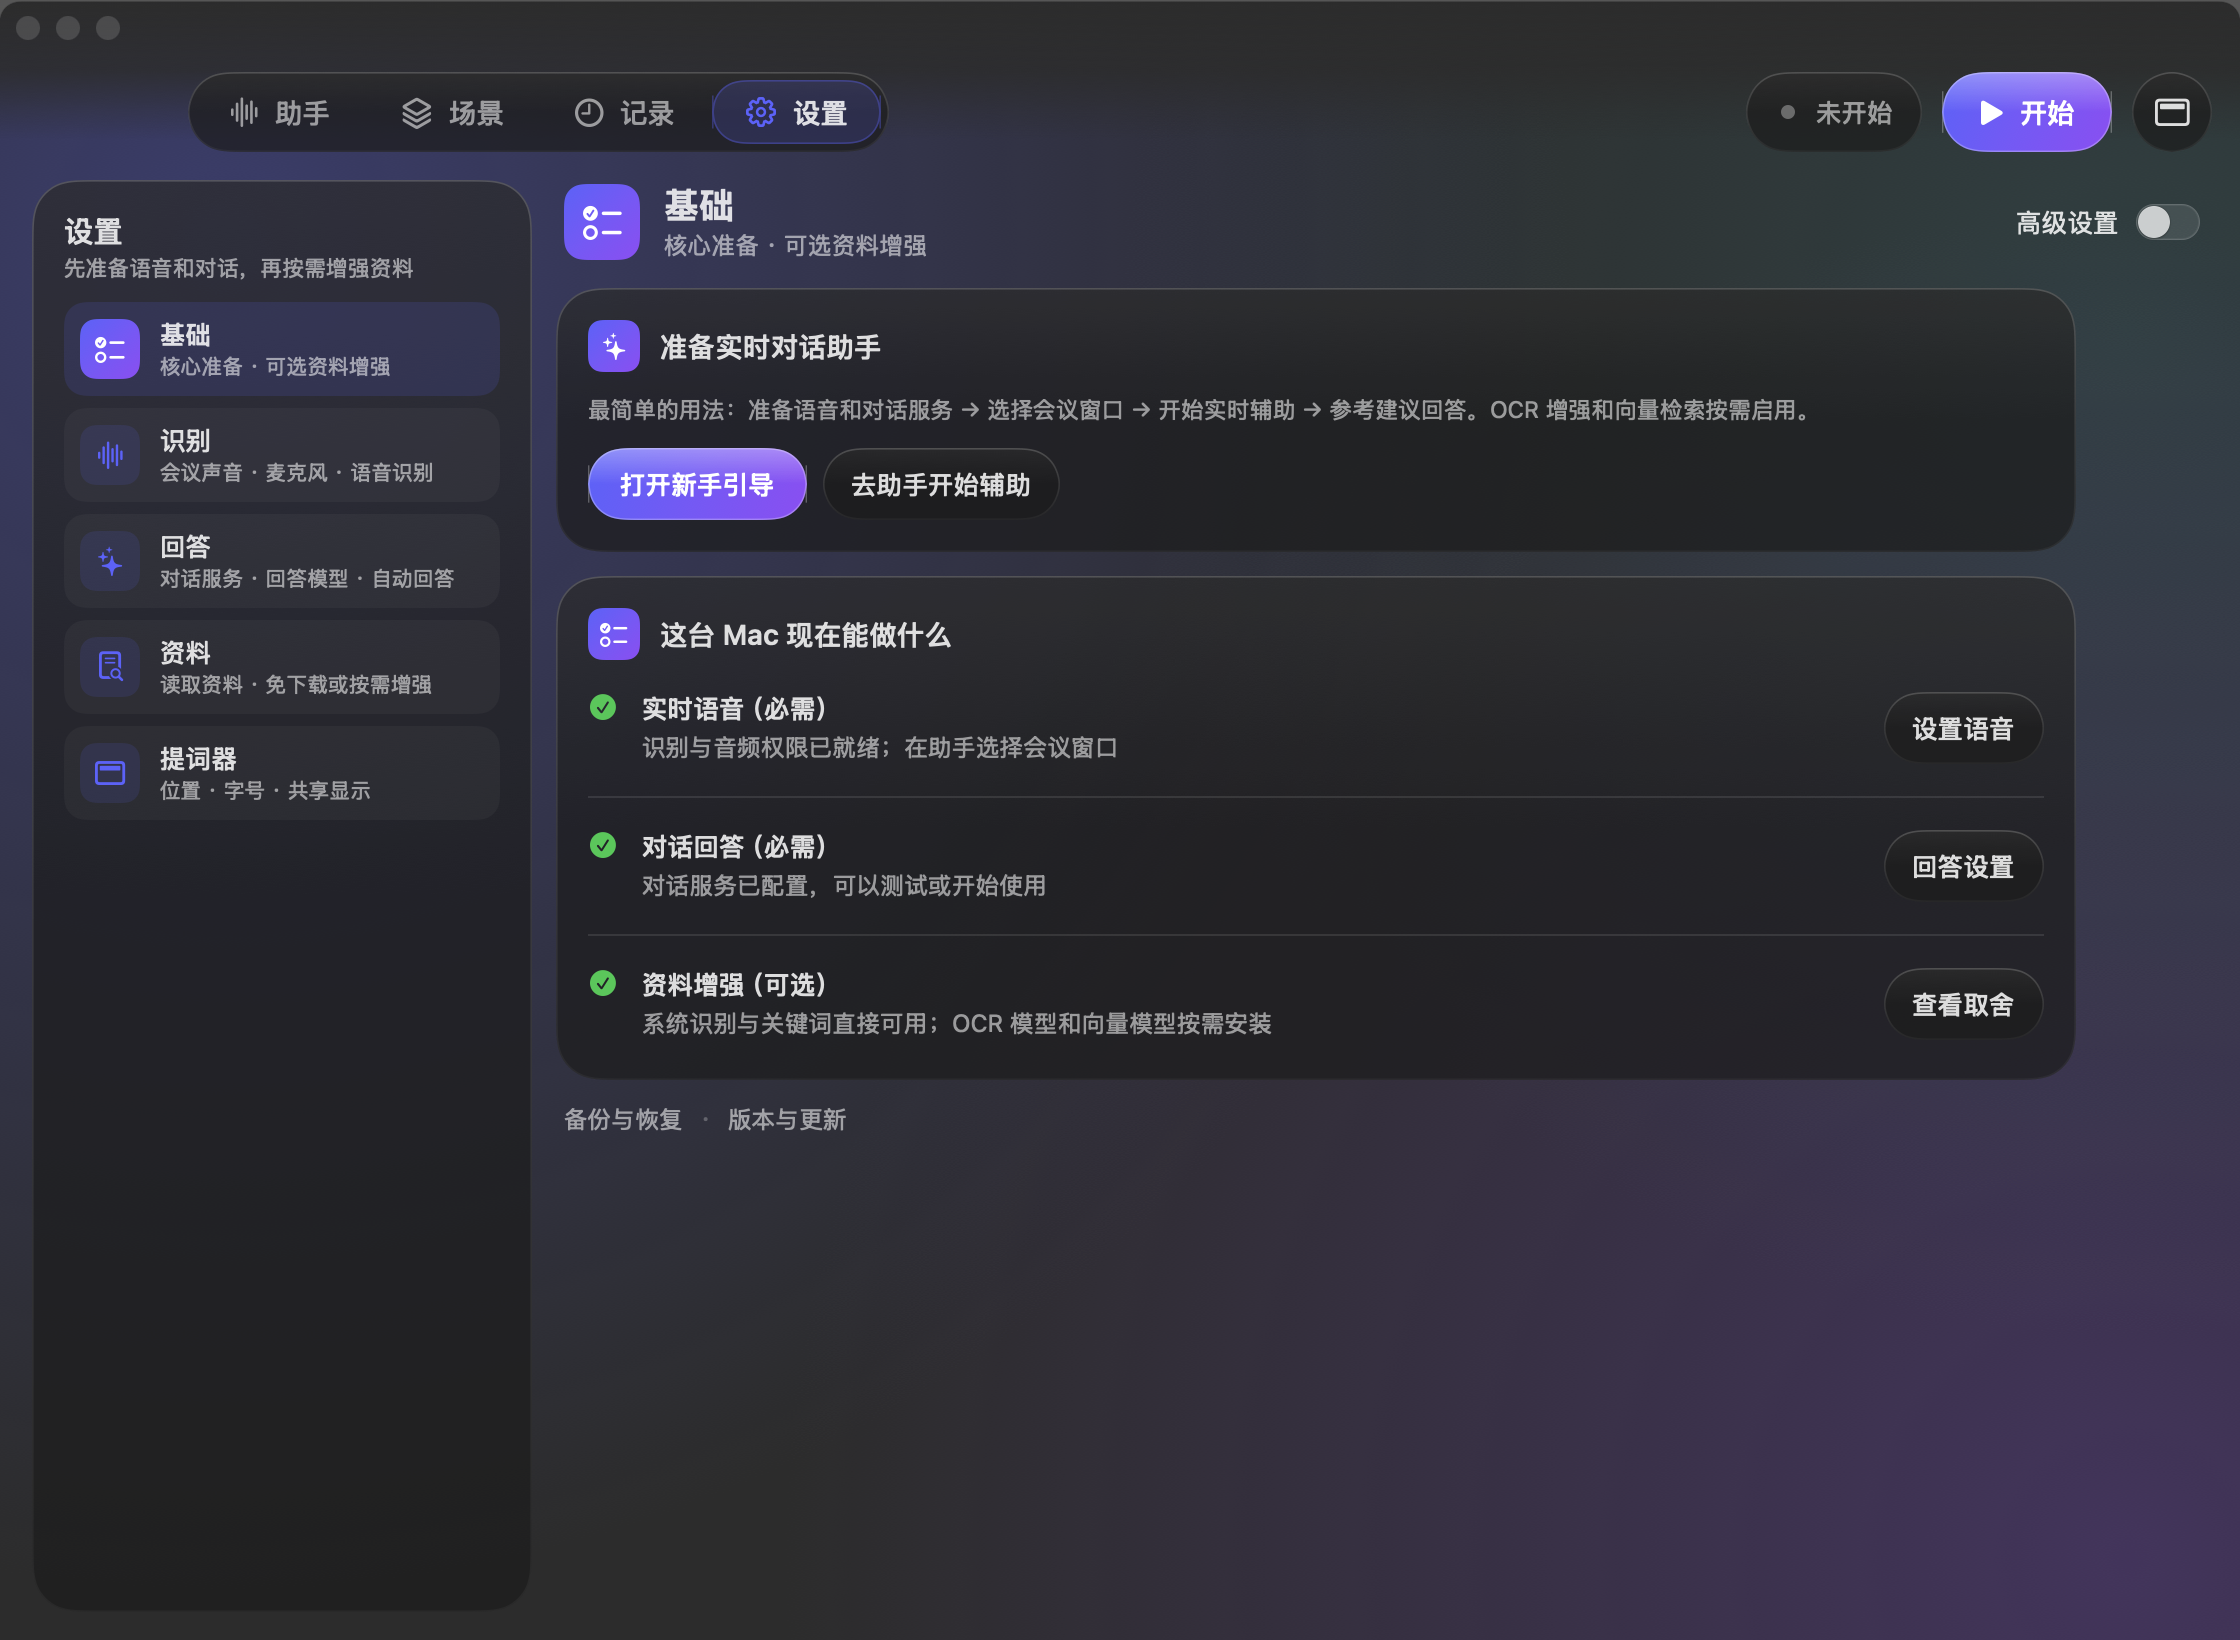 助手
场景
记录
设置
未开始
开始
设置
先准备语音和对话，再按需增强资料
基础
核心准备 · 可选资料增强
识别
会议声音 · 麦克风 · 语音识别
回答
对话服务 · 回答模型 · 自动回答
资料
读取资料 · 免下载或按需增强
提词器
位置 · 字号 · 共享显示
基础
核心准备 · 可选资料增强
高级设置
准备实时对话助手
最简单的用法：准备语音和对话服务 → 选择会议窗口 → 开始实时辅助 → 参考建议回答。OCR 增强和向量检索按需启用。
打开新手引导
去助手开始辅助
这台 Mac 现在能做什么
实时语音（必需）
识别与音频权限已就绪；在助手选择会议窗口
设置语音
对话回答（必需）
对话服务已配置，可以测试或开始使用
回答设置
资料增强（可选）
系统识别与关键词直接可用；OCR 模型和向量模型按需安装
查看取舍
备份与恢复 · 版本与更新